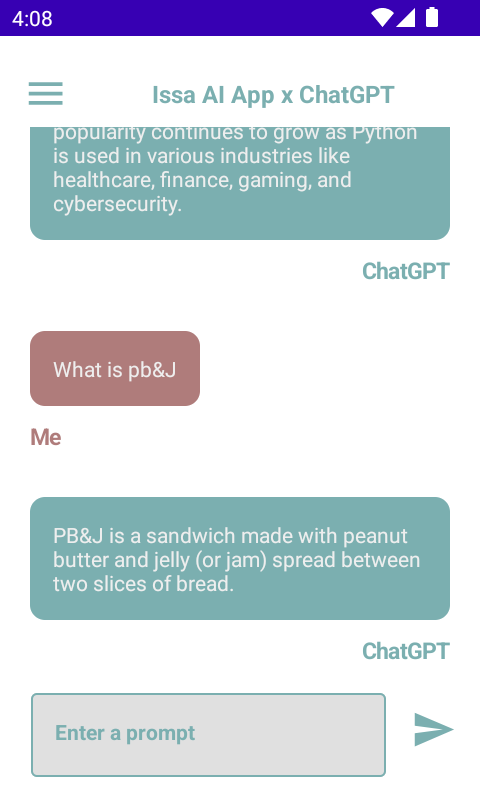 4:08
Issa AI App x ChatGPT
popularity continues to grow as Python
is used in various industries like
healthcare, finance, gaming, and
cybersecurity.
ChatGPT
What is pb&J
Me
PB&J is a sandwich made with peanut
butter and jelly (or jam) spread between
two slices of bread.
ChatGPT
Enter a prompt